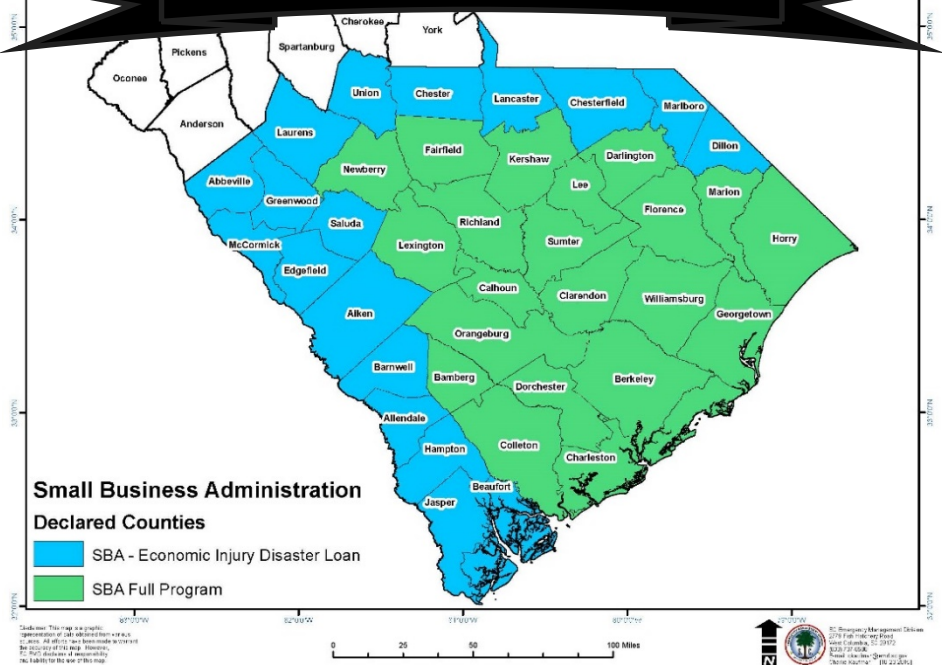 Cherokee
York
Spartanburg
Pickens
Oconee
Anderson
Union
Chester
Lancaster
Chesterfield
Marlboro
Laurens
Dillon
Fairfield
Kershaw
Darlington
Newberry
Abbeville
Lee
Marion
Greenwood
Florence
Saluda
Richland
McCormick
Lexington
Sumter
Horry
Edgefield
Calhoun
Clarendon
Williamsburg
Aiken
Georgetown
Orangeburg
Barnwell
Bamberg
Dorchester
Berkeley
Allendale
Hampton
Colleton
Charleston
Beaufort
Jasper
Small Business Administration
Declared Counties
SBA - Economic Injury Disaster Loan
SBA Full Program
0 25 50 100 Miles
N